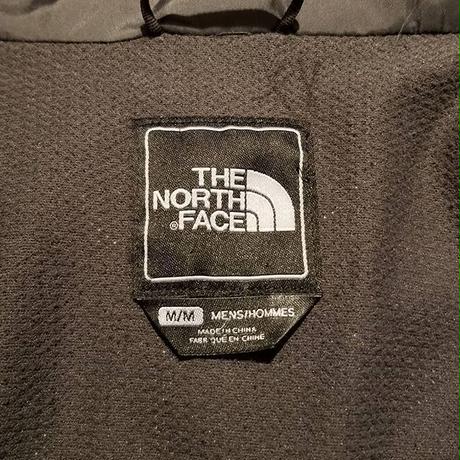 THE
NORTH
®FACE
M/M MENS/HOMMES
MADE IN CHINA
FABRIQUÉ EN CHINE